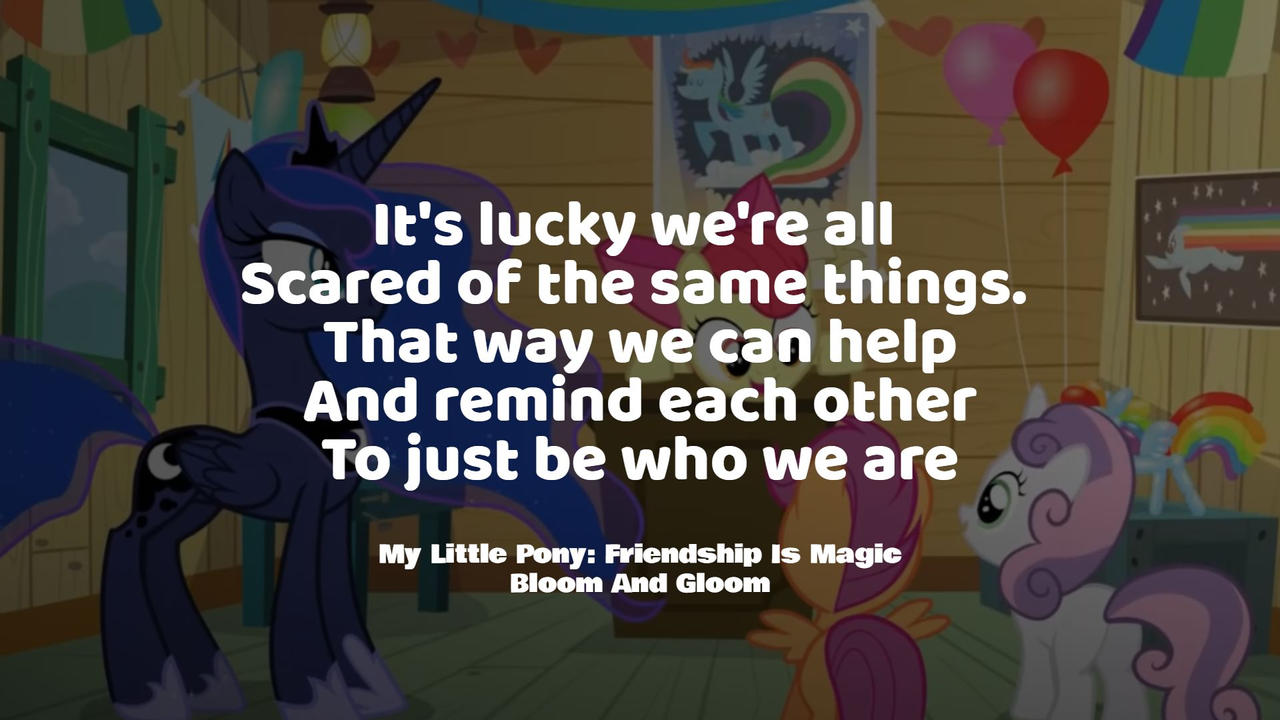 It's lucky we're all
Scared of the same things.
That way we can help
And remind each other
To just be who we are
My Little Pony: Friendship Is Magic
Bloom And Gloom